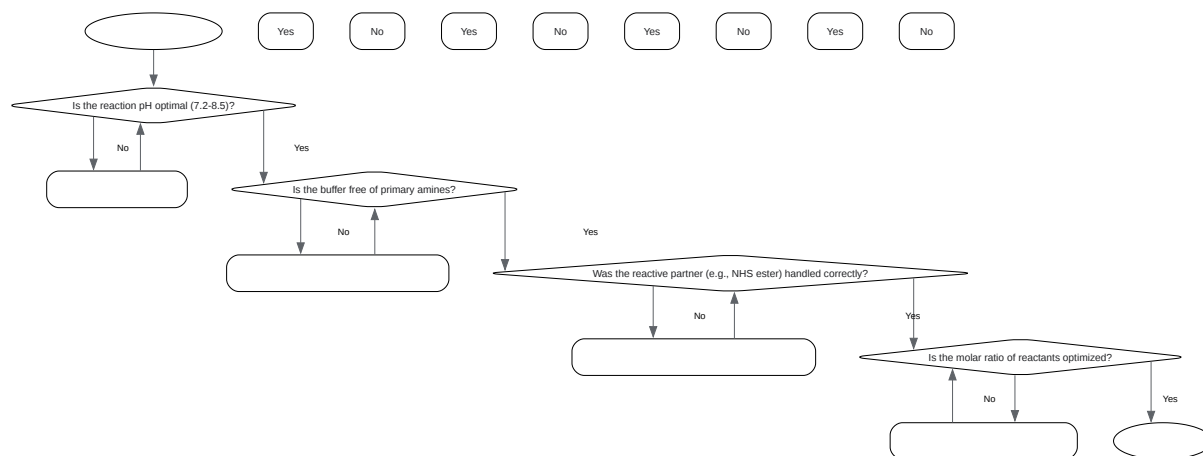 Yes
No
Yes
No
Yes
No
Yes
No
Is the reaction pH optimal (7.2-8.5)?
No
Yes
Is the buffer free of primary amines?
No
Yes
Was the reactive partner (e.g., NHS ester) handled correctly?
No
Yes
Is the molar ratio of reactants optimized?
No
Yes